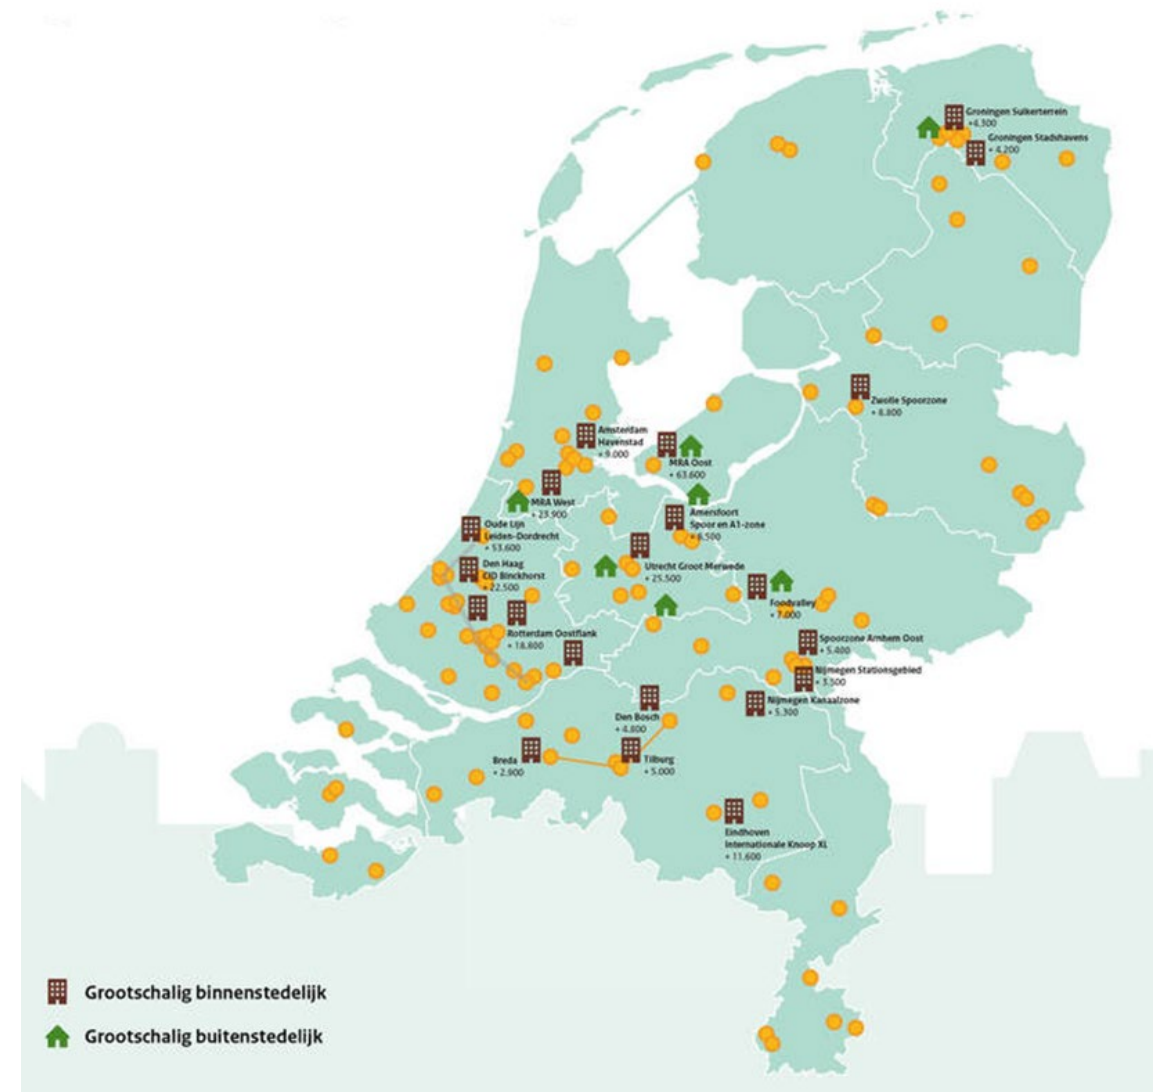 Groningen Suikerterrein
+4.300
Groningen Stadshavens
+ 4.200
Zwolle Spoorzone
+ 8.800
Amsterdam
Havenstad
+ 9.000
MRA Oost
+ 63.600
MRA West
+ 23.900
Amersfoort
Spoor en A1-zone
+ 6.500
Oude Lijn
Leiden-Dordrecht
+ 53.600
Den Haag
CID Binckhorst
+ 22.500
Utrecht Groot Merwede
+ 25.500
Foodvalley
+ 7.000
Rotterdam Oostflank
+ 18.800
Spoorzone Arnhem Oost
+ 5.400
Nijmegen Stationsgebied
+ 3.500
Nijmegen Kanaalzone
+ 5.300
Den Bosch
+ 4.800
Breda
+ 2.900
Tilburg
+ 5.000
Eindhoven
Internationale Knoop XL
+ 11.600
Grootschalig binnenstedelijk
Grootschalig buitenstedelijk